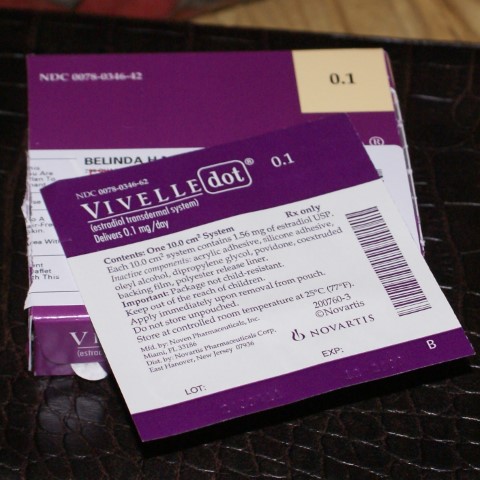 NDC 0078-0346-42
0.1
®
BELINDA H
VIV
NDC 0078-0346-62
VIVELLE dot® 0.1
(estradiol transdermal system)
Delivers 0.1 mg/day
Rx only
Contents: One 10.0 cm² System
Each 10.0 cm² system contains 1.56 mg of estradiol USP.
Inactive components: acrylic adhesive, silicone adhesive,
oleyl alcohol, dipropylene glycol, povidone, coextruded
backing film, polyester release liner.
Important: Package not child-resistant.
Keep out of the reach of children.
Apply immediately upon removal from pouch.
Do not store unpouched.
Store at controlled room temperature at 25°C (77°F).
Mfd. by: Noven Pharmaceuticals, Inc.
Miami, FL 33186
Dist. by: Novartis Pharmaceuticals Corp.
East Hanover, New Jersey 07936
200760-3
©Novartis
NOVARTIS
LOT:
EXP:
B